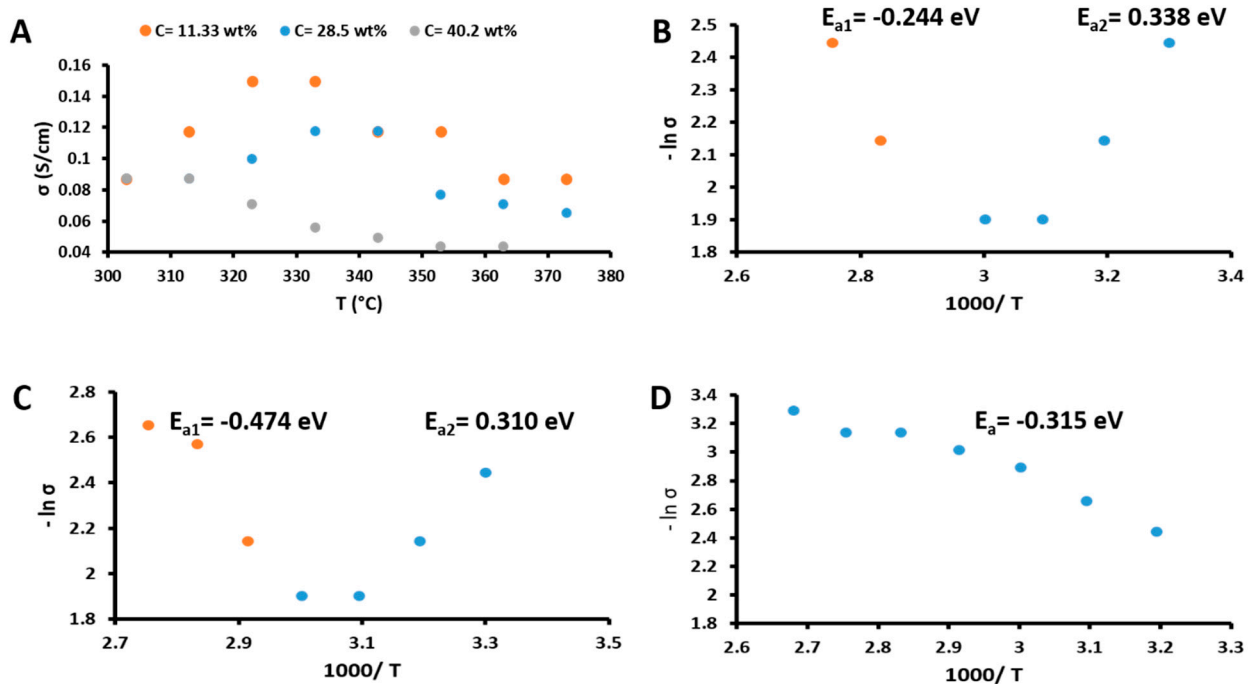 A
C= 11.33 wt% C= 28.5 wt% C= 40.2 wt%
σ (S/cm)
0.16
0.14
0.12
0.1
0.08
0.06
0.04
300 310 320 330 340 350 360 370 380
T (°C)
B
Ea1= -0.244 eV Ea2= 0.338 eV
- ln σ
2.5
2.4
2.3
2.2
2.1
2
1.9
1.8
2.6 2.8 3 3.2 3.4
1000/ T
C
Ea1= -0.474 eV Ea2= 0.310 eV
- ln σ
2.8
2.6
2.4
2.2
2
1.8
2.7 2.9 3.1 3.3 3.5
1000/ T
D
Ea= -0.315 eV
- ln σ
3.4
3.2
3
2.8
2.6
2.4
2.2
2
1.8
2.6 2.7 2.8 2.9 3 3.1 3.2 3.3
1000/ T